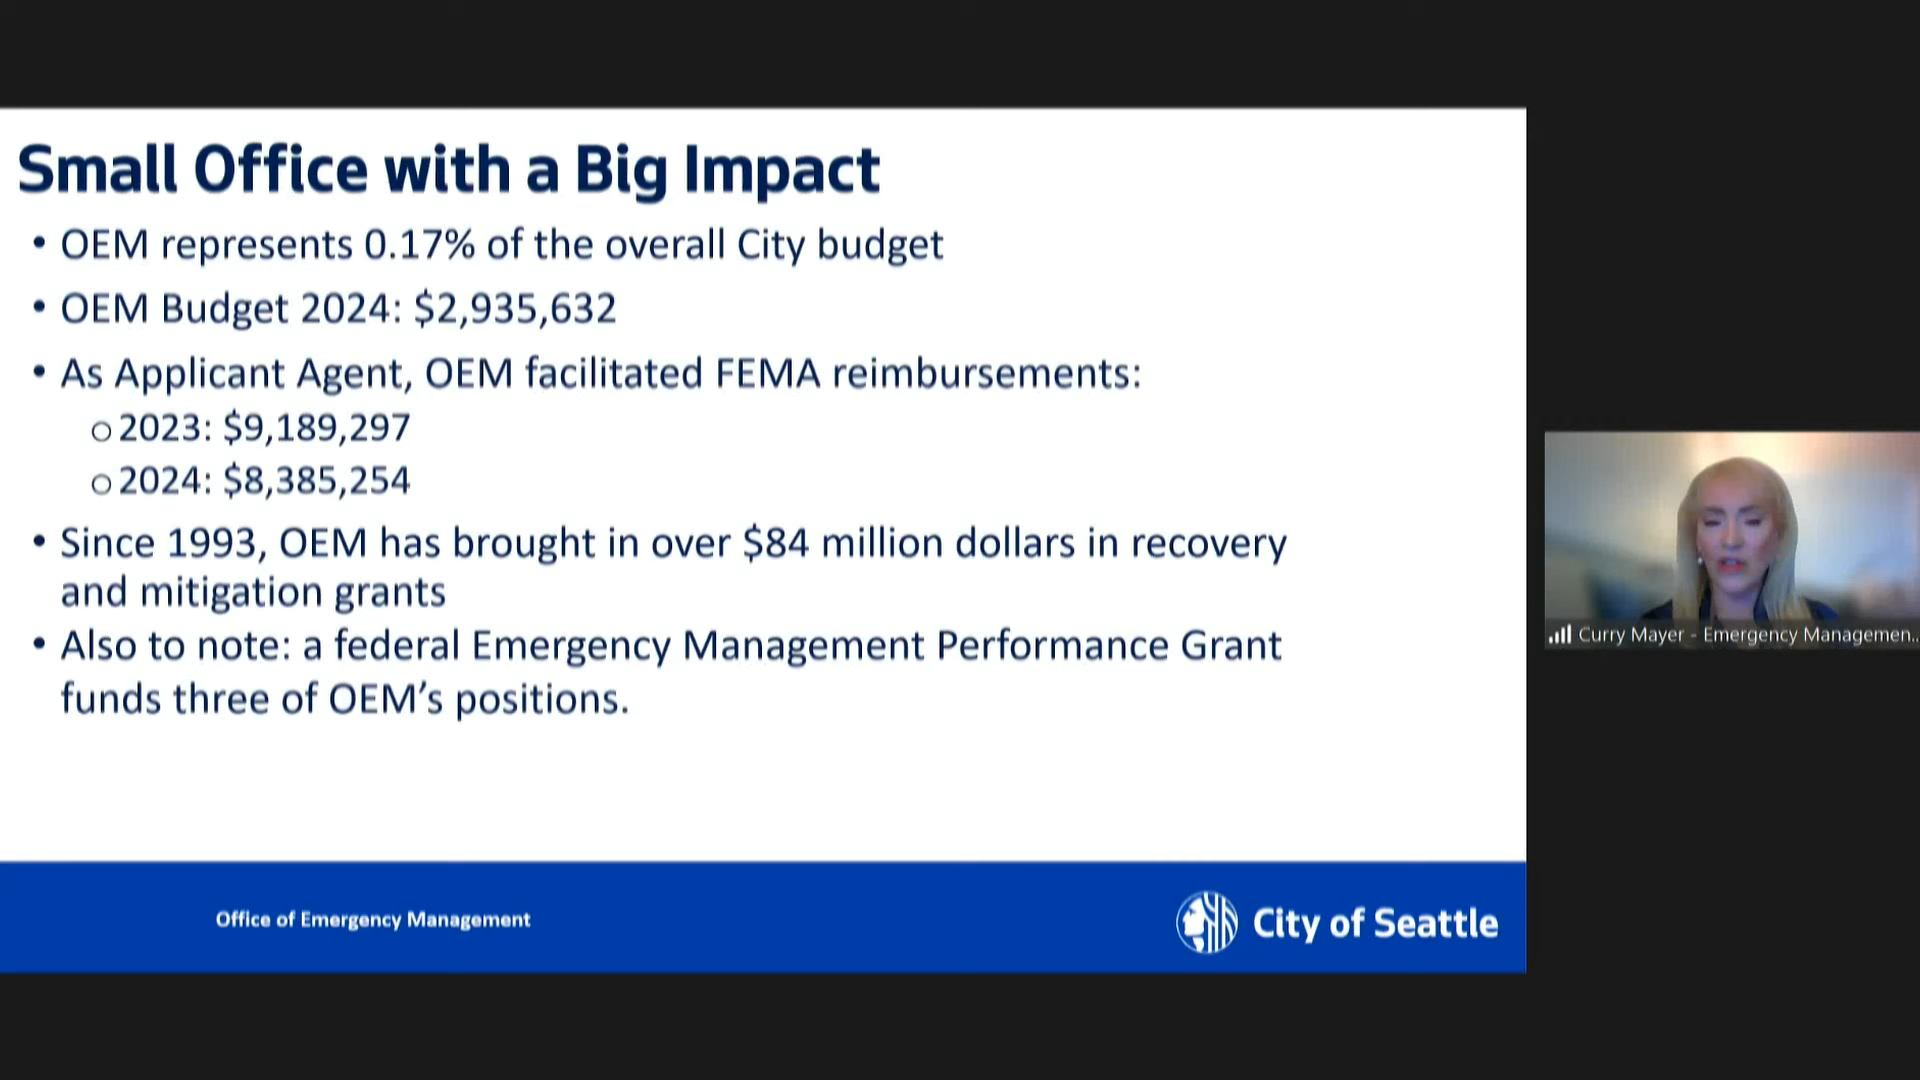 Small Office with a Big Impact
• OEM represents 0.17% of the overall City budget
• OEM Budget 2024: $2,935,632
• As Applicant Agent, OEM facilitated FEMA reimbursements:
○ 2023: $9,189,297
○ 2024: $8,385,254
• Since 1993, OEM has brought in over $84 million dollars in recovery
and mitigation grants
• Also to note: a federal Emergency Management Performance Grant
funds three of OEM’s positions.
Curry Mayer - Emergency Managemen...
Office of Emergency Management
City of Seattle